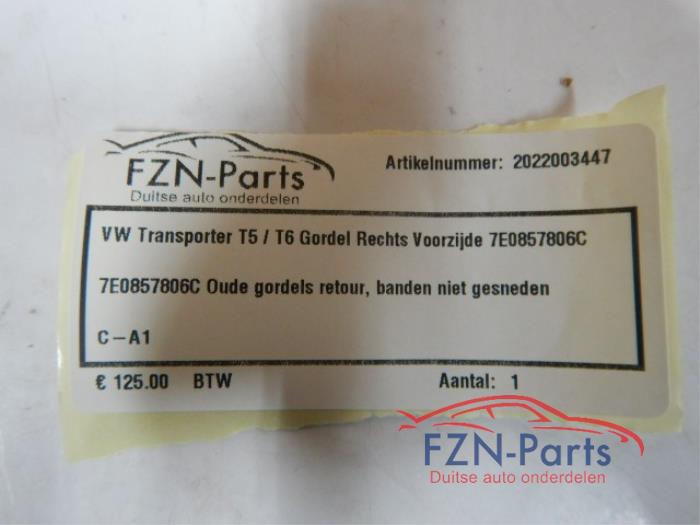 FZN-Parts
Duitse auto onderdelen
Artikelnummer: 2022003447
VW Transporter T5 / T6 Gordel Rechts Voorzijde 7E0857806C
7E0857806C Oude gordels retour, banden niet gesneden
C-A1
€ 125.00 BTW Aantal: 1
FZN-Parts
Duitse auto onderdelen